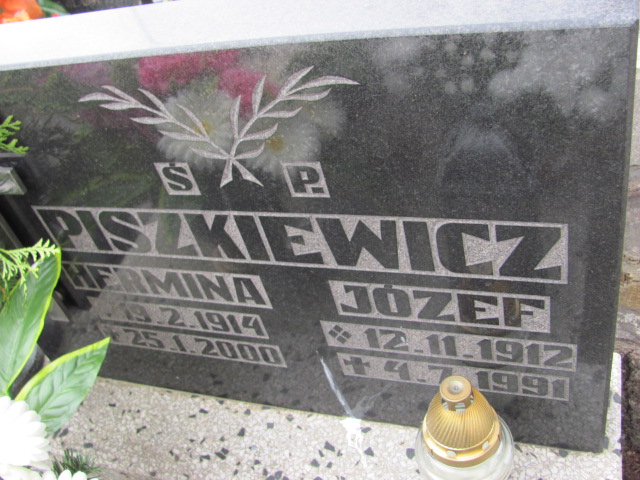 Ś P.
PISZKIEWICZ
HERMINA
19.2.1914
25.1.2000
JÓZEF
12.11.1912
4.7.1991